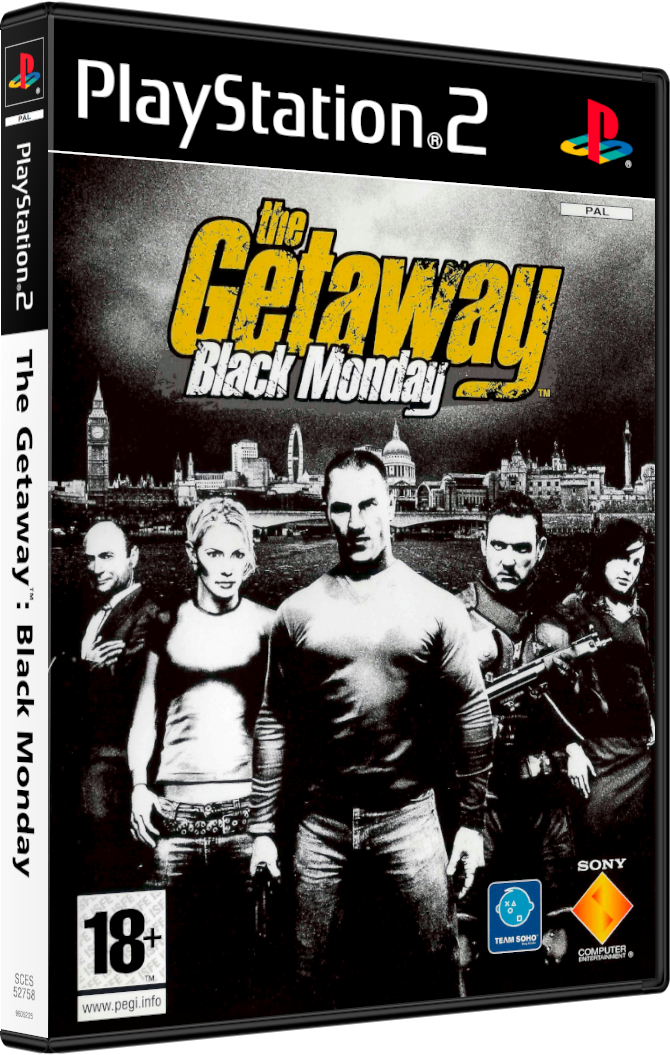 PAL
PlayStation®2
The Getaway™: Black Monday
SCES
52758
PlayStation®2
PAL
the
Getaway
Black Monday
TM
18+
TM
www.pegi.info
TEAM SOHO
SONY
COMPUTER
ENTERTAINMENT®